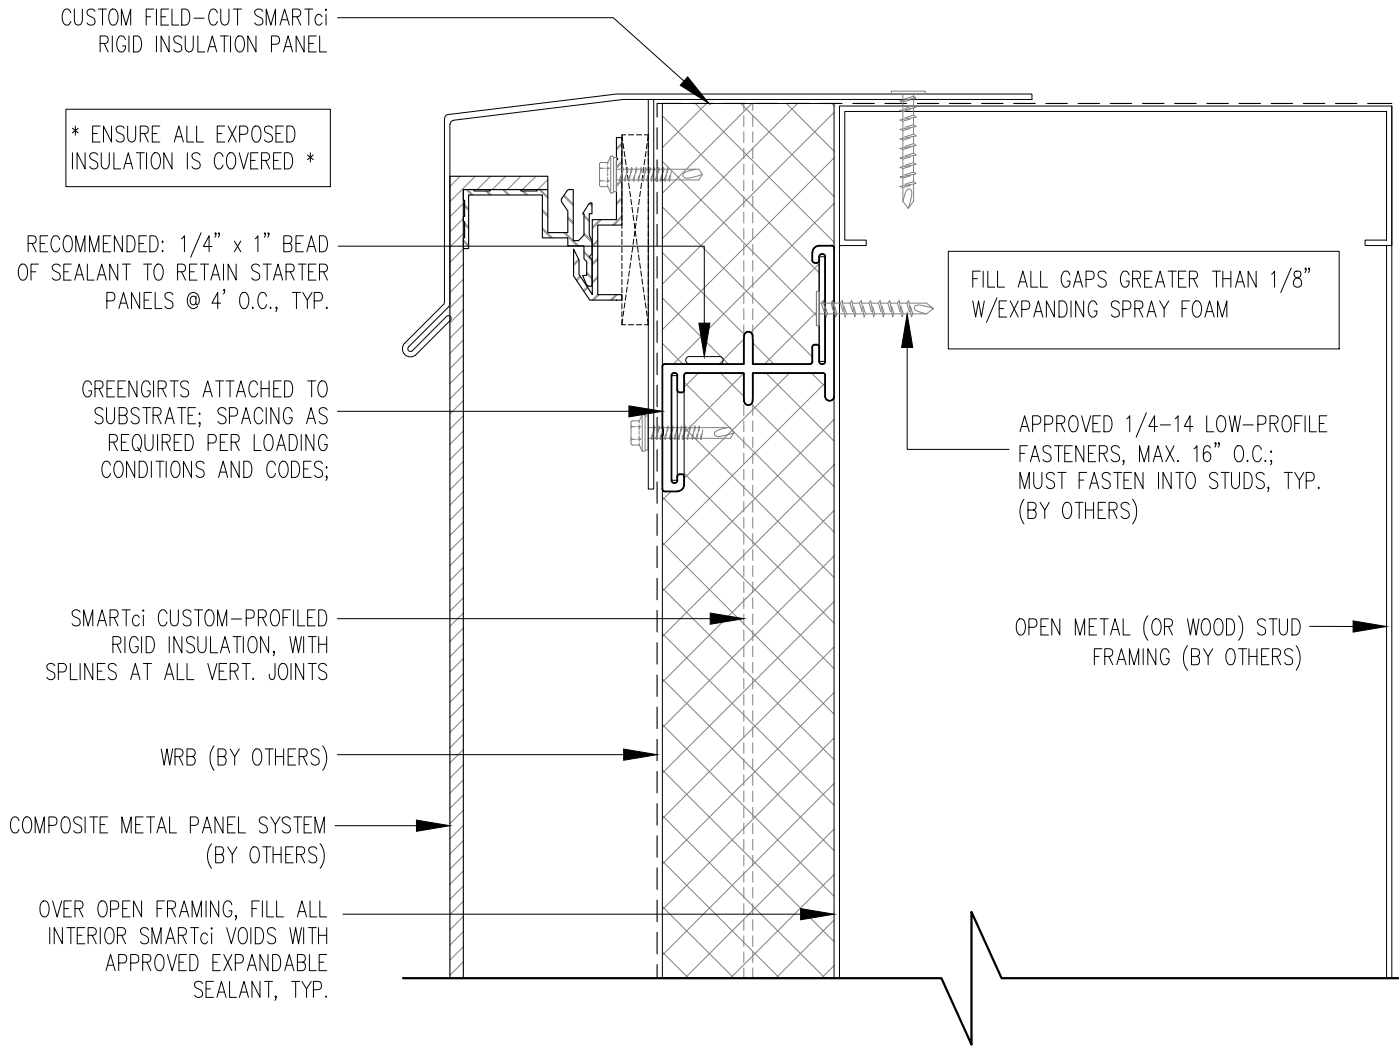 CUSTOM FIELD-CUT SMARTci
RIGID INSULATION PANEL
* ENSURE ALL EXPOSED
INSULATION IS COVERED *
RECOMMENDED: 1/4" x 1" BEAD
OF SEALANT TO RETAIN STARTER
PANELS @ 4' O.C., TYP.
GREENGIRTS ATTACHED TO
SUBSTRATE; SPACING AS
REQUIRED PER LOADING
CONDITIONS AND CODES;
SMARTci CUSTOM-PROFILED
RIGID INSULATION, WITH
SPLINES AT ALL VERT. JOINTS
WRB (BY OTHERS)
COMPOSITE METAL PANEL SYSTEM
(BY OTHERS)
OVER OPEN FRAMING, FILL ALL
INTERIOR SMARTci VOIDS WITH
APPROVED EXPANDABLE
SEALANT, TYP.
FILL ALL GAPS GREATER THAN 1/8"
W/EXPANDING SPRAY FOAM
APPROVED 1/4-14 LOW-PROFILE
FASTENERS, MAX. 16" O.C.;
MUST FASTEN INTO STUDS, TYP.
(BY OTHERS)
OPEN METAL (OR WOOD) STUD
FRAMING (BY OTHERS)